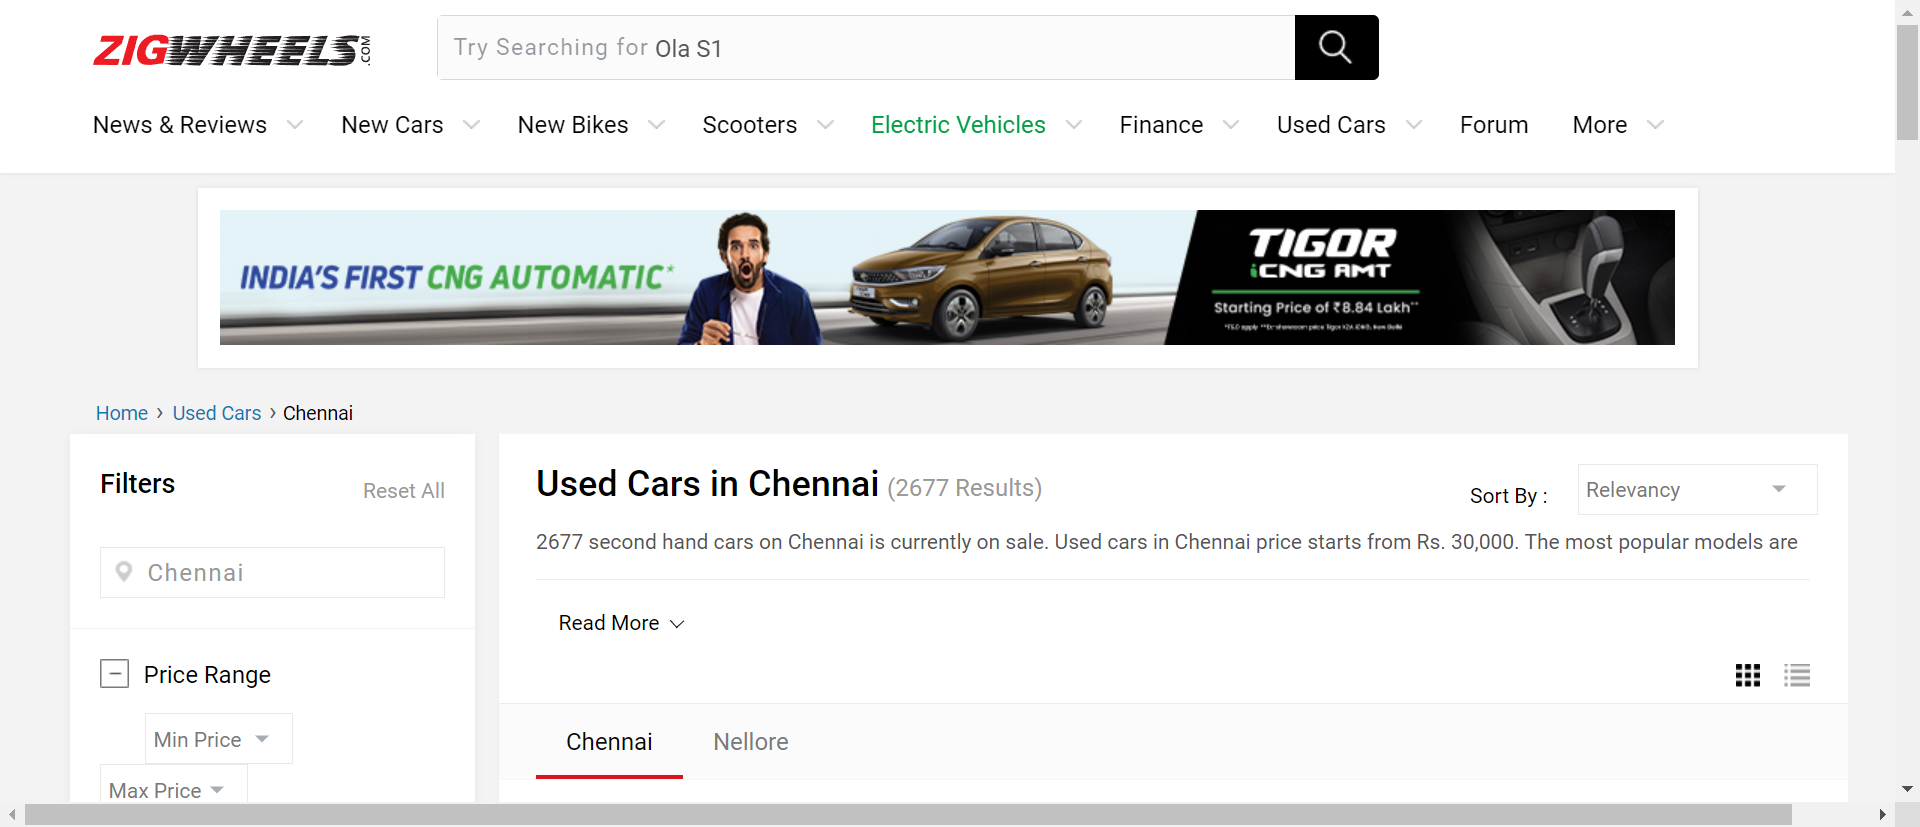 ZIGWHEELS.COM
Try Searching for Ola S1
News & Reviews New Cars New Bikes Scooters Electric Vehicles Finance Used Cars Forum More
INDIA'S FIRST CNG AUTOMATIC*
TIGOR
iCNG AMT
Starting Price of ₹8.84 Lakh**
Home › Used Cars › Chennai
Filters
Reset All
Chennai
Price Range
Min Price
Max Price
Used Cars in Chennai (2677 Results)
Sort By : Relevancy
2677 second hand cars on Chennai is currently on sale. Used cars in Chennai price starts from Rs. 30,000. The most popular models are
Read More
Chennai Nellore